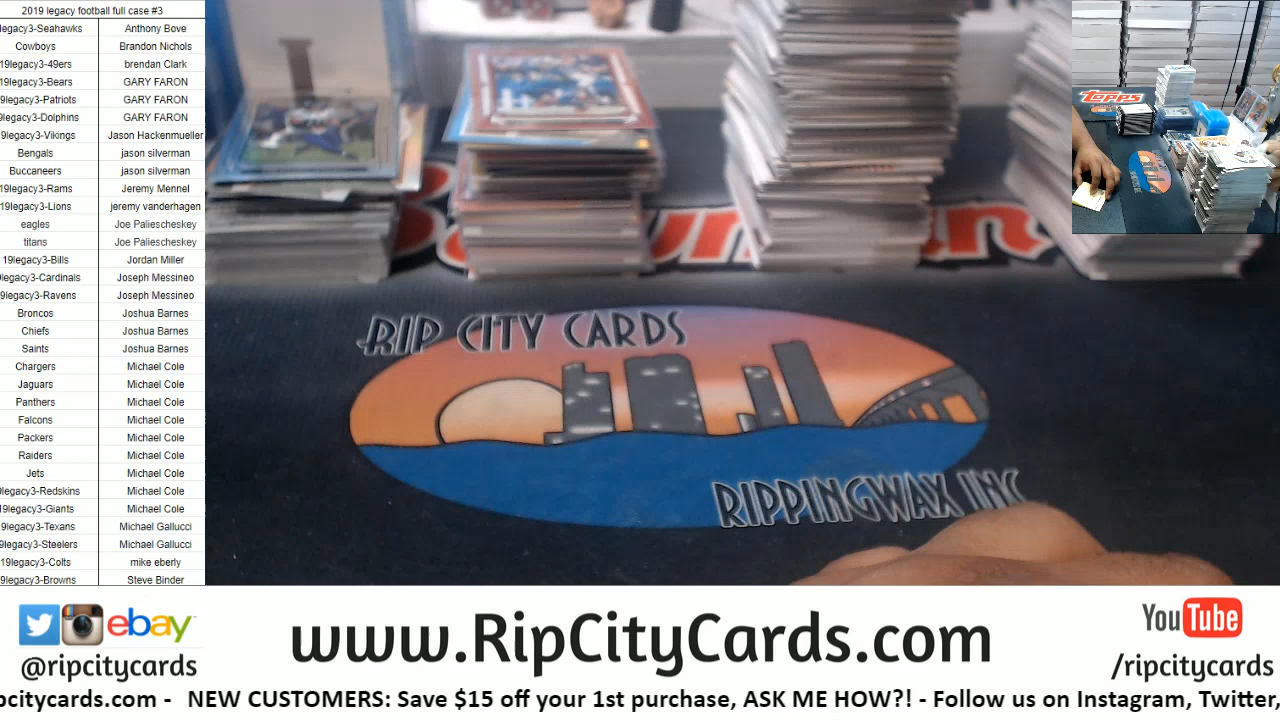 2019 legacy football full case #3
legacy3-Seahawks Anthony Bove
Cowboys Brandon Nichols
19legacy3-49ers brendan Clark
19legacy3-Bears GARY FARON
9legacy3-Patriots GARY FARON
9legacy3-Dolphins GARY FARON
9legacy3-Vikings Jason Hackenmueller
Bengals jason silverman
Buccaneers jason silverman
19legacy3-Rams Jeremy Mennel
19legacy3-Lions jeremy vanderhagen
eagles Joe Paliescheskey
titans Joe Paliescheskey
19legacy3-Bills Jordan Miller
legacy3-Cardinals Joseph Messineo
9legacy3-Ravens Joseph Messineo
Broncos Joshua Barnes
Chiefs Joshua Barnes
Saints Joshua Barnes
Chargers Michael Cole
Jaguars Michael Cole
Panthers Michael Cole
Falcons Michael Cole
Packers Michael Cole
Raiders Michael Cole
Jets Michael Cole
legacy3-Redskins Michael Cole
19legacy3-Giants Michael Cole
9legacy3-Texans Michael Gallucci
9legacy3-Steelers Michael Gallucci
19legacy3-Colts mike eberly
9legacy3-Browns Steve Binder
topps
RIP CITY CARDS
RIPPINGWAX INC
ebay
@ripcitycards
www.RipCityCards.com
YouTube
/ripcitycards
pcitycards.com - NEW CUSTOMERS: Save $15 off your 1st purchase, ASK ME HOW?! - Follow us on Instagram, Twitter,